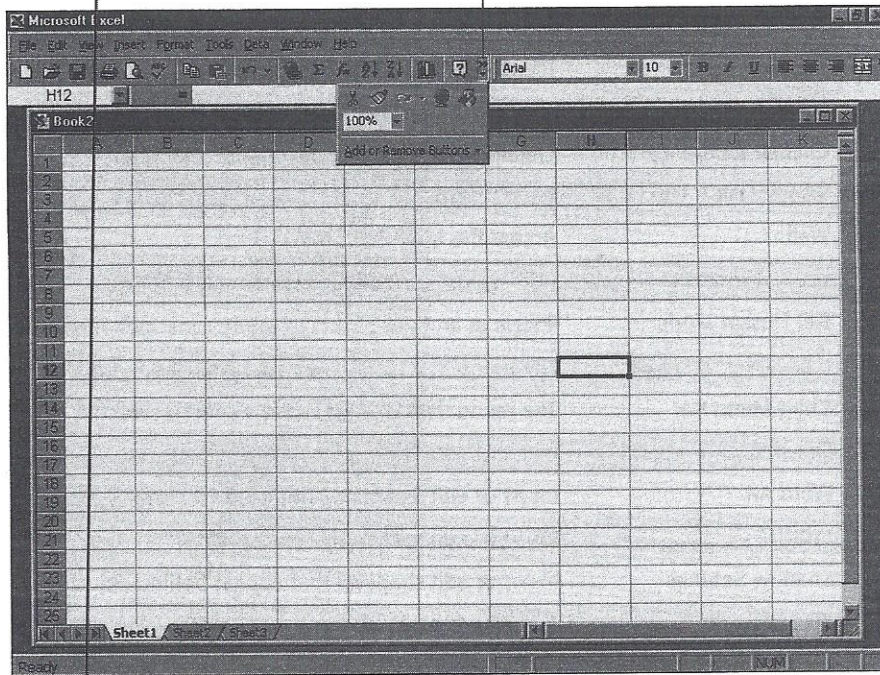 Microsoft Excel
File Edit View Insert Format Tools Data Window Help
Arial 10 B I U
H12 =
100%
Add or Remove Buttons
Book2
A B C D G H I J K
1
2
3
4
5
6
7
8
9
10
11
12
13
14
15
16
17
18
19
20
21
22
23
24
25
Sheet1 Sheet2 Sheet3
Ready NUM